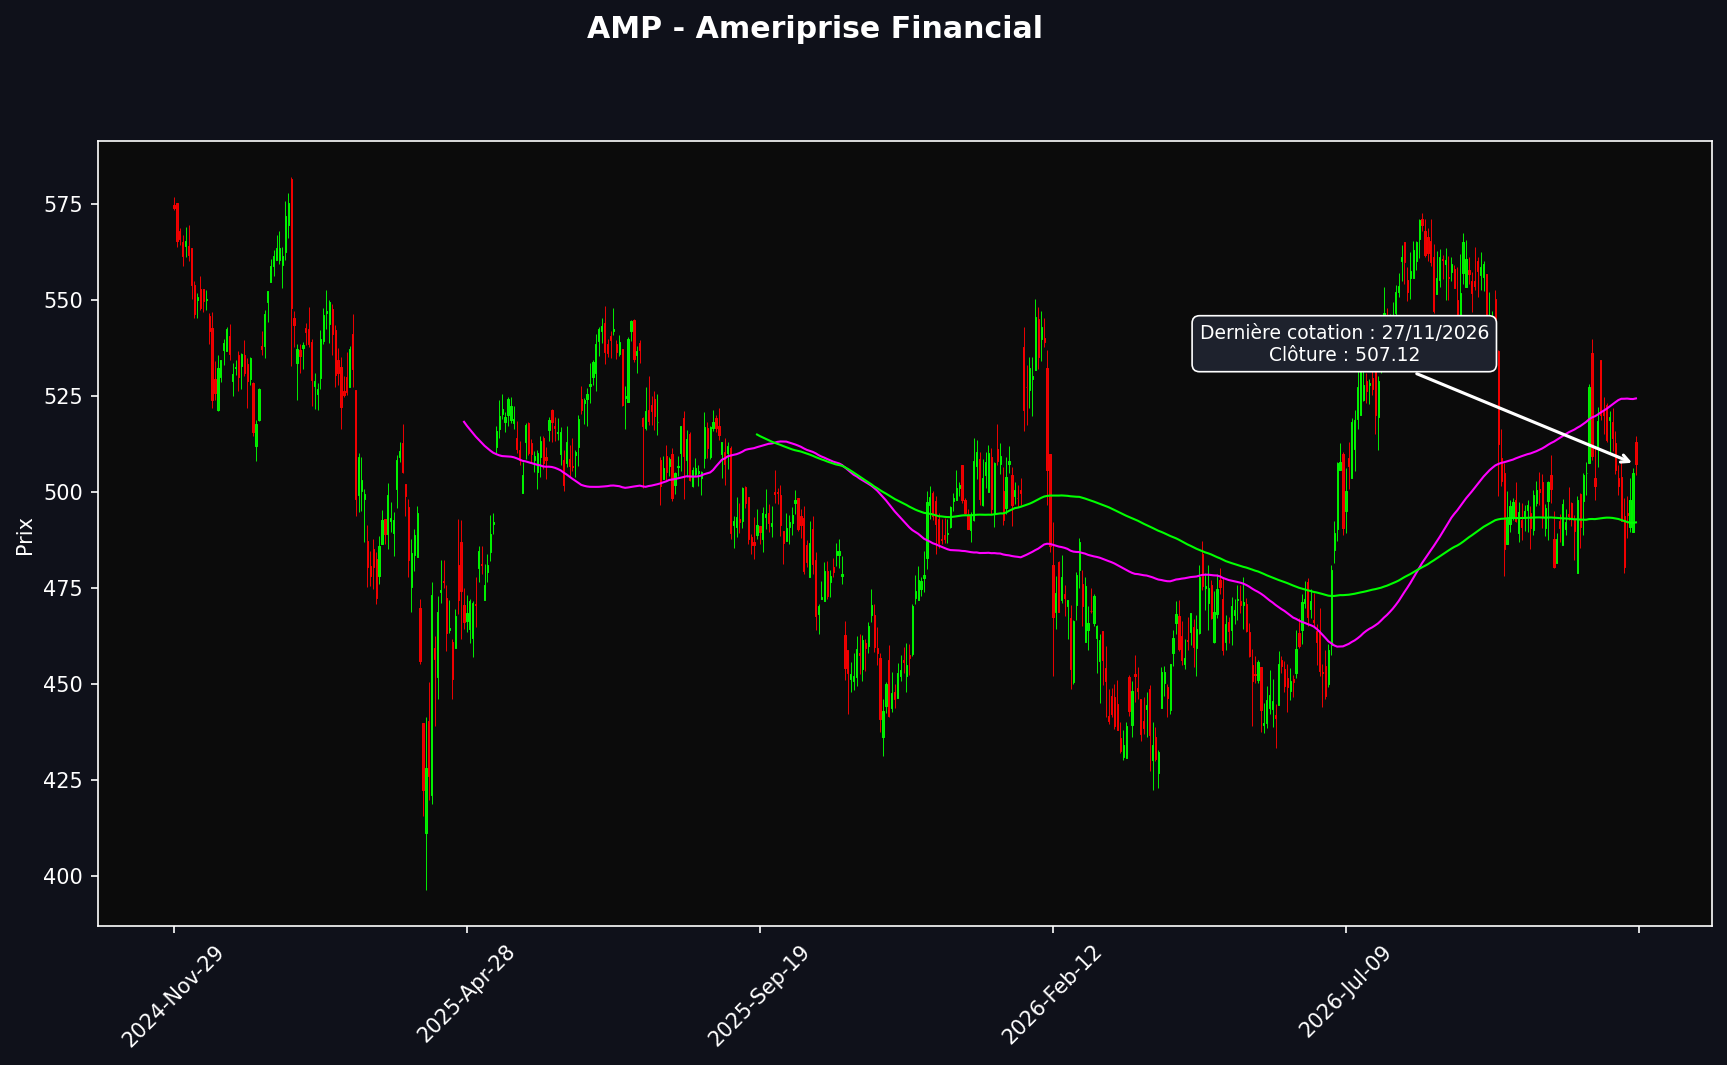 AMP - Ameriprise Financial
Prix
575
550
525
500
475
450
425
400
Dernière cotation : 27/11/2026
Clôture : 507.12
2024-Nov-29
2025-Apr-28
2025-Sep-19
2026-Feb-12
2026-Jul-09